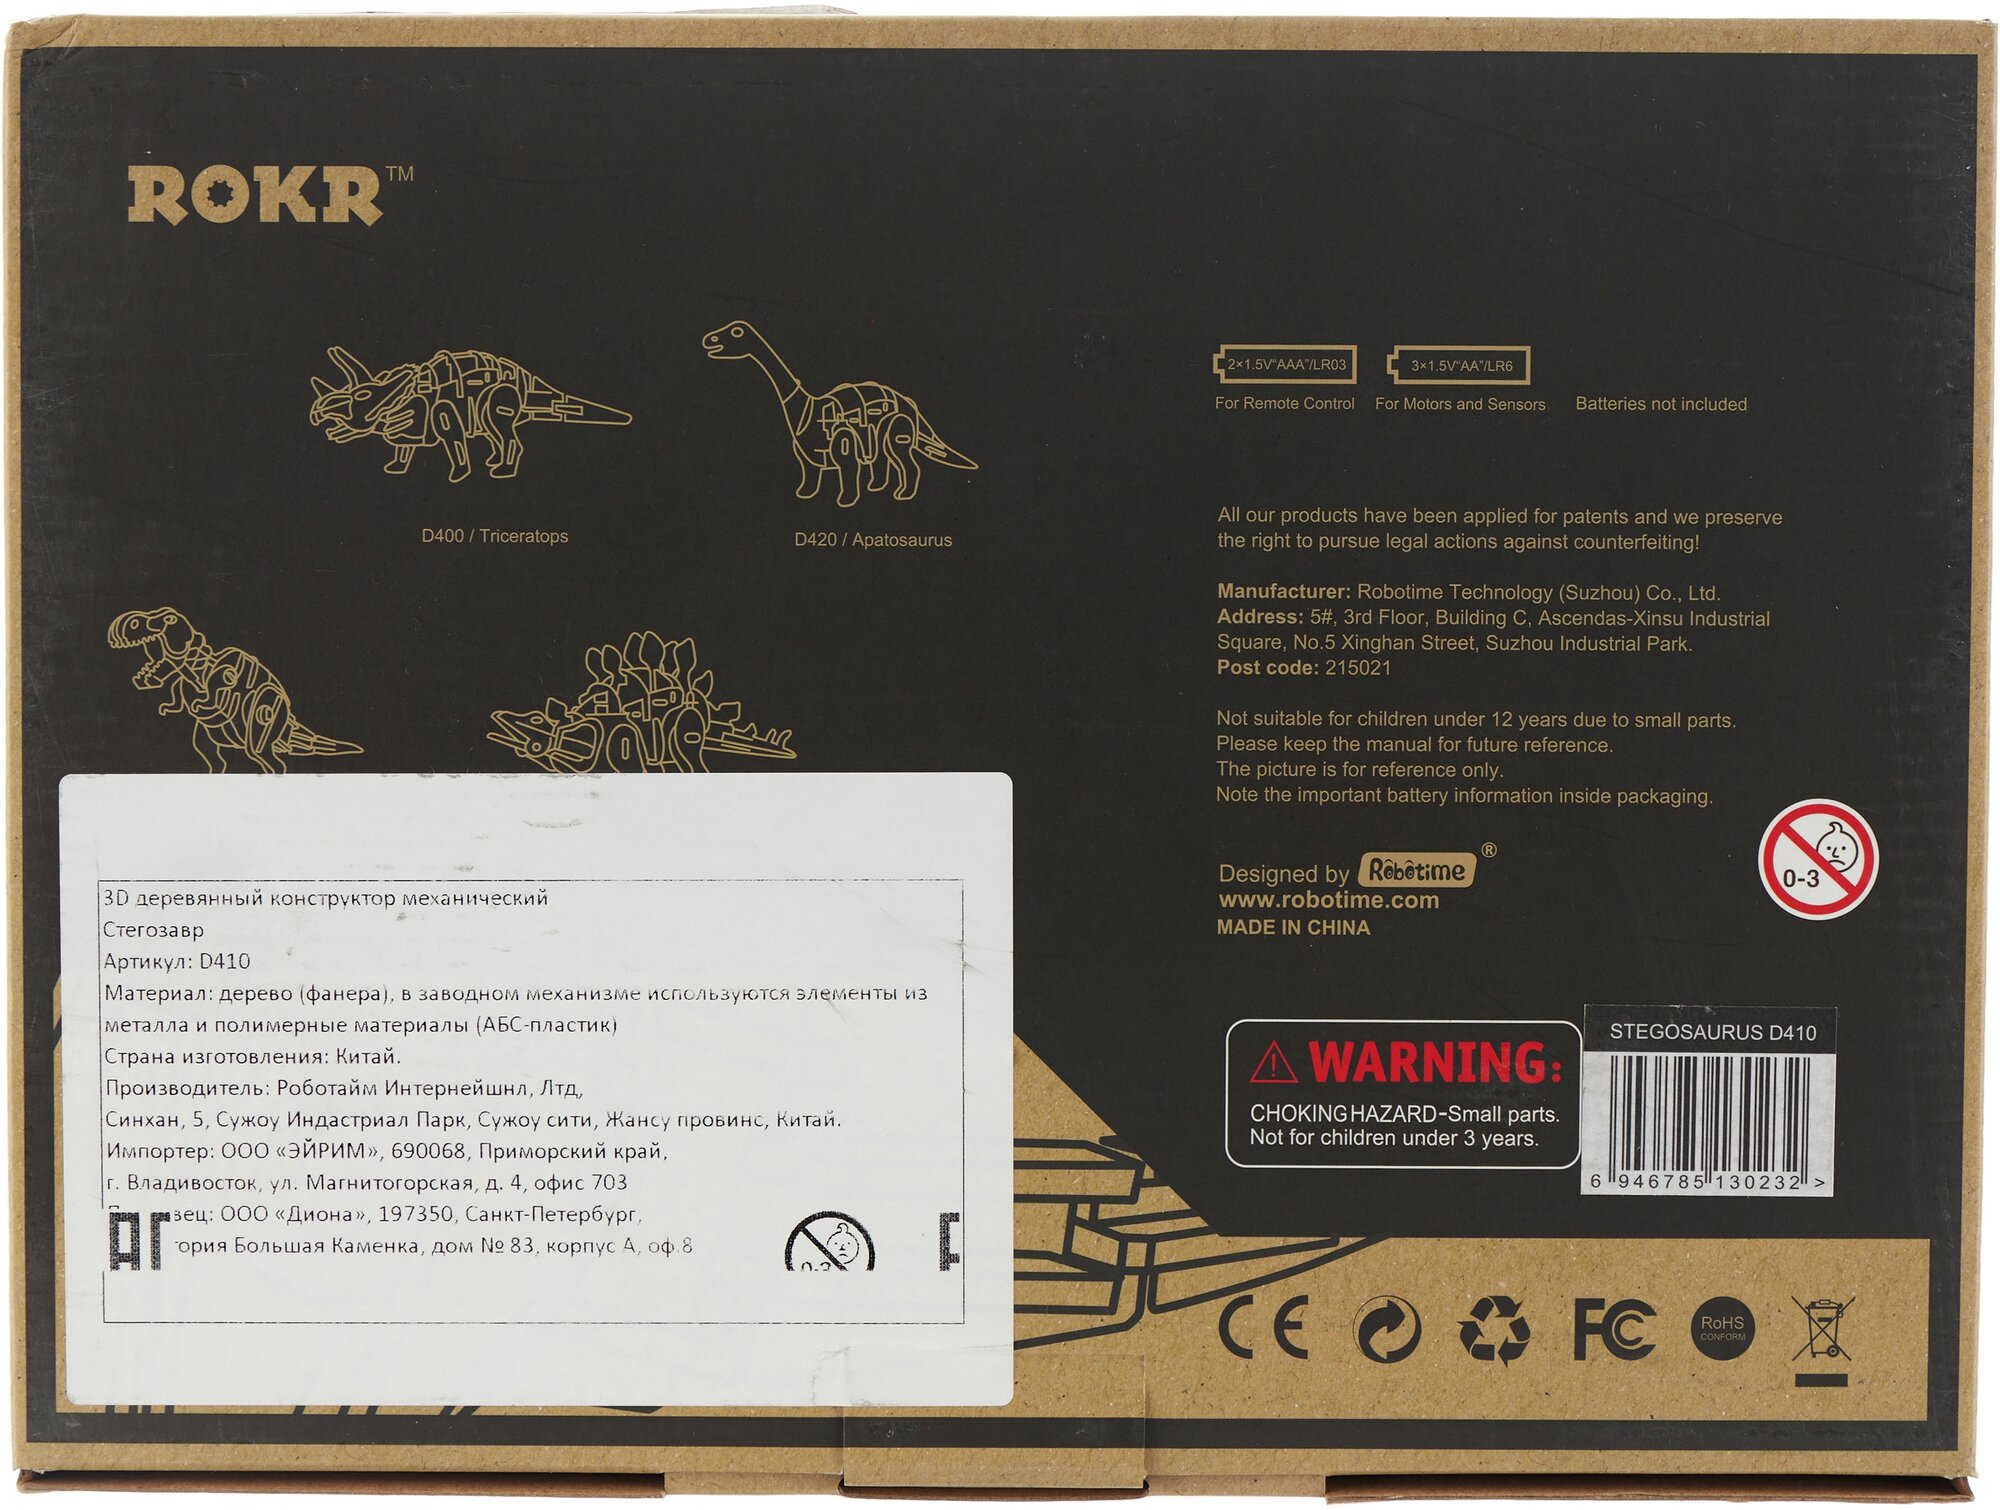 ROKR™
D400 / Triceratops
D420 / Apatosaurus
2×1.5V"AAA"/LR03
3×1.5V"AA"/LR6
For Remote Control
For Motors and Sensors
Batteries not included
All our products have been applied for patents and we preserve
the right to pursue legal actions against counterfeiting!
Manufacturer: Robotime Technology (Suzhou) Co., Ltd.
Address: 5#, 3rd Floor, Building C, Ascendas-Xinsu Industrial
Square, No.5 Xinghan Street, Suzhou Industrial Park.
Post code: 215021
Not suitable for children under 12 years due to small parts.
Please keep the manual for future reference.
The picture is for reference only.
Note the important battery information inside packaging.
Designed by Robotime®
www.robotime.com
MADE IN CHINA
0-3
WARNING:
CHOKING HAZARD-Small parts.
Not for children under 3 years.
STEGOSAURUS D410
6 946785 130232 >
CE
FC
RoHS
CONFORM
3D деревянный конструктор механический
Стегозавр
Артикул: D410
Материал: дерево (фанера), в заводном механизме используются элементы из
металла и полимерные материалы (АБС-пластик)
Страна изготовления: Китай.
Производитель: Роботайм Интернейшнл, Лтд,
Синхан, 5, Сужоу Индастриал Парк, Сужоу сити, Жансу провинс, Китай.
Импортер: ООО «ЭЙРИМ», 690068, Приморский край,
г. Владивосток, ул. Магнитогорская, д. 4, офис 703
ООО «Диона», 197350, Санкт-Петербург,
Большая Каменка, дом № 83, корпус А, оф.8
0-3